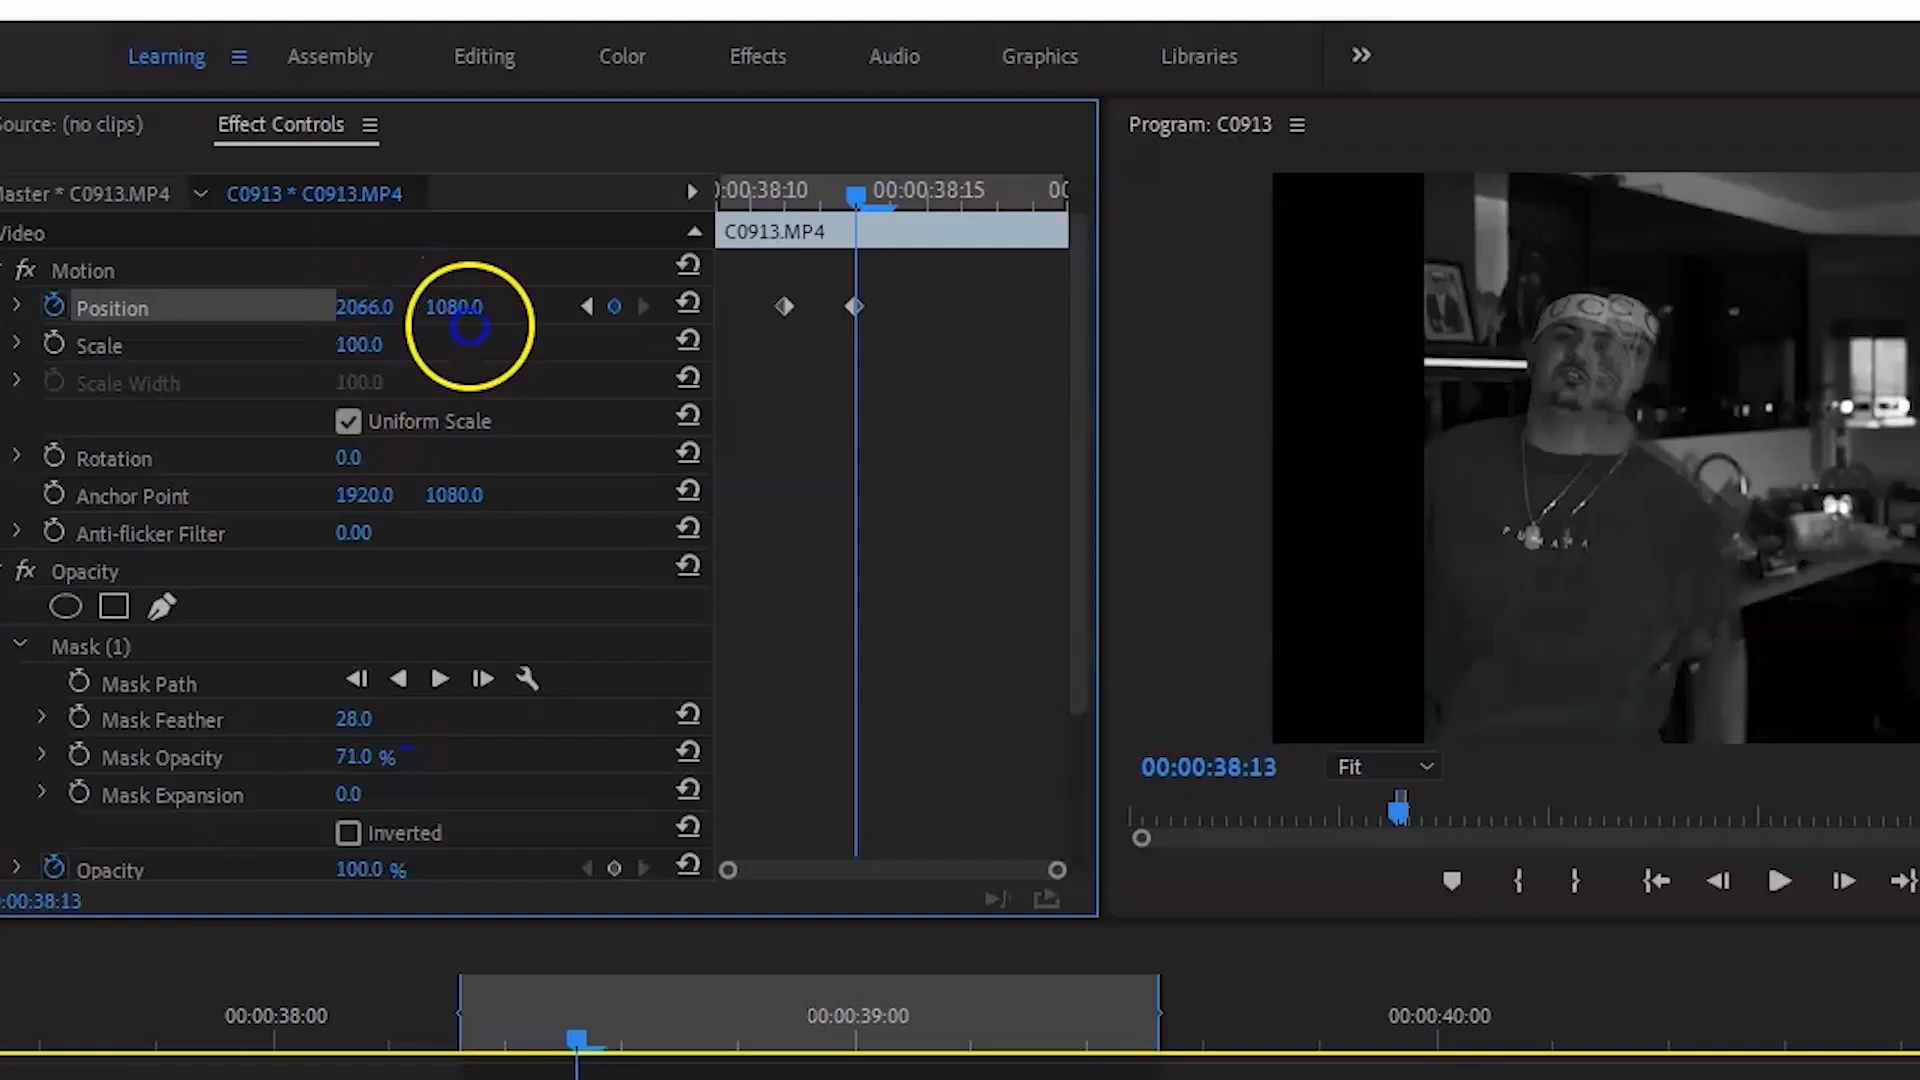 Learning Assembly Editing Color Effects Audio Graphics Libraries
Source: (no clips) Effect Controls Program: C0913
Master * C0913.MP4 C0913 * C0913.MP4 :00:38:10 00:00:38:15 00
Video C0913.MP4
fx Motion
Position 2066.0 1080.0
Scale 100.0
Scale Width 100.0
Uniform Scale
Rotation 0.0
Anchor Point 1920.0 1080.0
Anti-flicker Filter 0.00
fx Opacity
Mask (1)
Mask Path
Mask Feather 28.0
Mask Opacity 71.0 %
00:00:38:13 Fit
Mask Expansion 0.0
Inverted
Opacity 100.0 %
:00:38:13
00:00:38:00 00:00:39:00 00:00:40:00